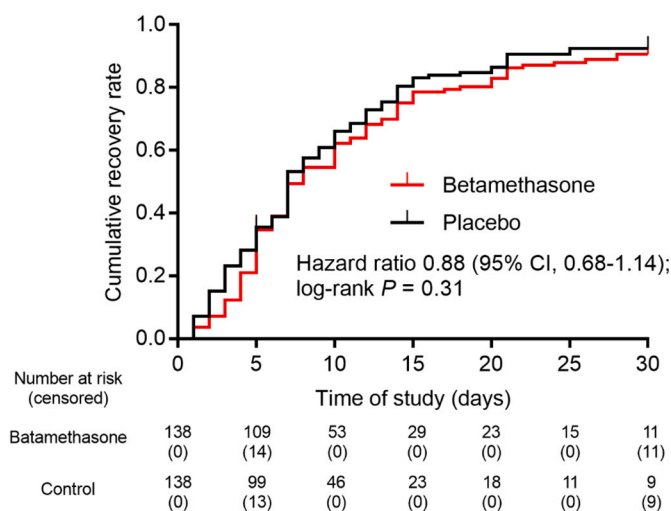 1.0
0.8
0.6
0.4
0.2
0.0
Cumulative recovery rate
Betamethasone
Placebo
Hazard ratio 0.88 (95% CI, 0.68-1.14);
log-rank P = 0.31
0 5 10 15 20 25 30
Time of study (days)
Number at risk
(censored)
Batamethasone 138 109 53 29 23 15 11
(0) (14) (0) (0) (0) (0) (11)
Control 138 99 46 23 18 11 9
(0) (13) (0) (0) (0) (0) (9)